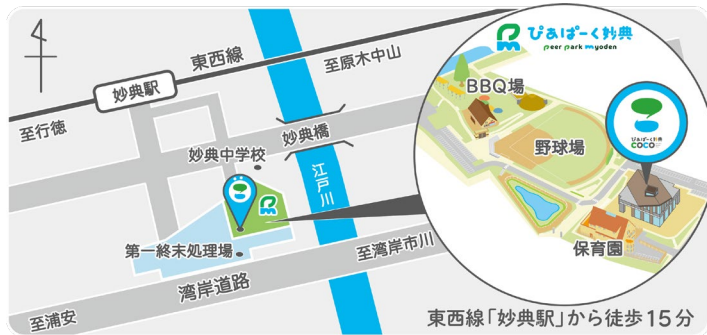 東西線
至原木中山
妙典駅
至行徳
妙典橋
妙典中学校
江戸川
第一終末処理場
湾岸道路
至湾岸市川
至浦安
ぴあぱーく妙典
peer park myoden
BBQ場
野球場
ぴあぱーく妙典
COCO
保育園
東西線「妙典駅」から徒歩15分